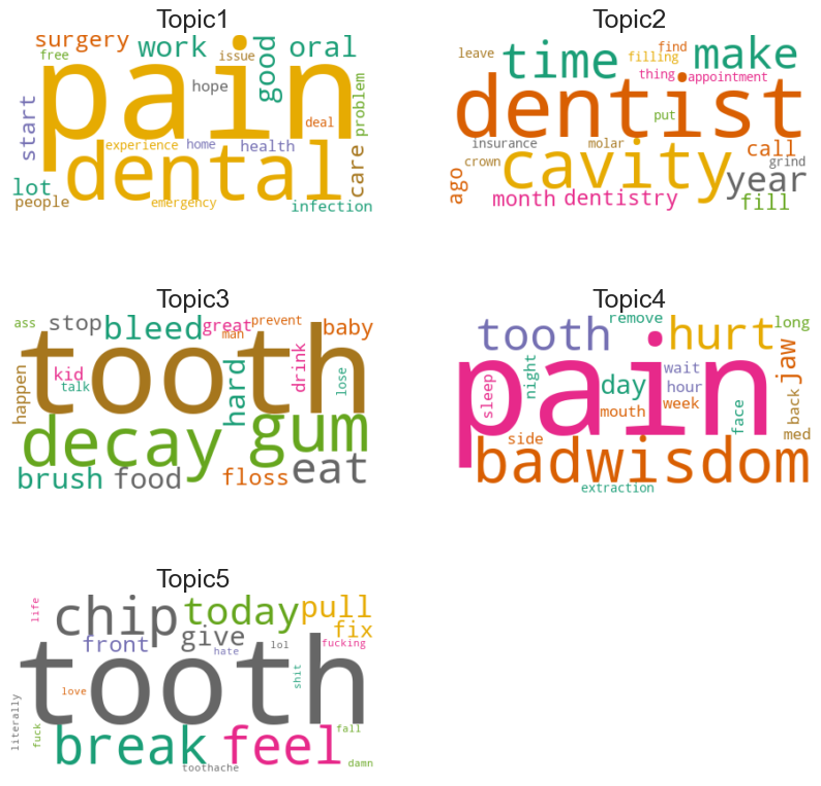 Topic1
surgery work oral
free issue good
pain
hope
start deal problem
experience home health
dental care
lot
people emergency infection
Topic2
leave time filling find make
thing appointment
dentist
put
insurance molar call
crown cavity grind
ago year
month dentistry fill
Topic3
ass stop bleed great prevent baby
man
tooth
happen kid talk hard drink lose
decay gum
brush food floss eat
Topic4
remove long
tooth hurt
pain
sleep night day wait jaw
hour
mouth week face back
side med
bad wisdom
extraction
Topic5
life chip today pull
front give fix
hate lol fucking
tooth
love shit
literally fuck break feel fall
toothache damn